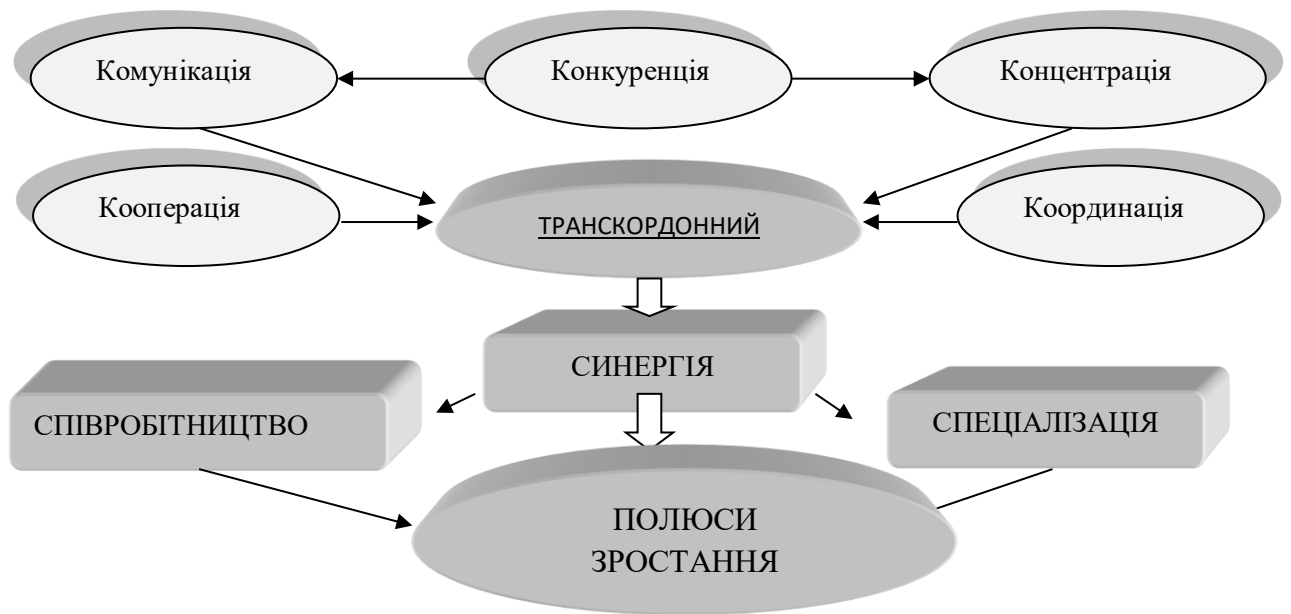 Комунікація
Конкуренція
Концентрація
Кооперація
ТРАНСКОРДОННИЙ
Координація
СИНЕРГІЯ
СПІВРОБІТНИЦТВО
СПЕЦІАЛІЗАЦІЯ
ПОЛЮСИ
ЗРОСТАННЯ